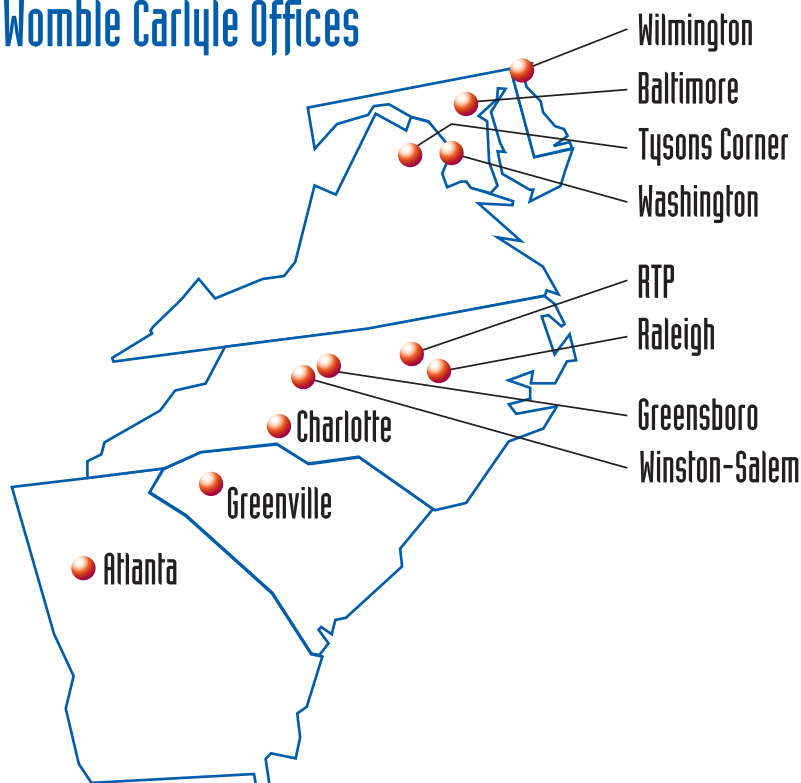 Womble Carlyle Offices
Wilmington
Baltimore
Tysons Corner
Washington
RTP
Raleigh
Greensboro
Winston-Salem
Charlotte
Greenville
Atlanta